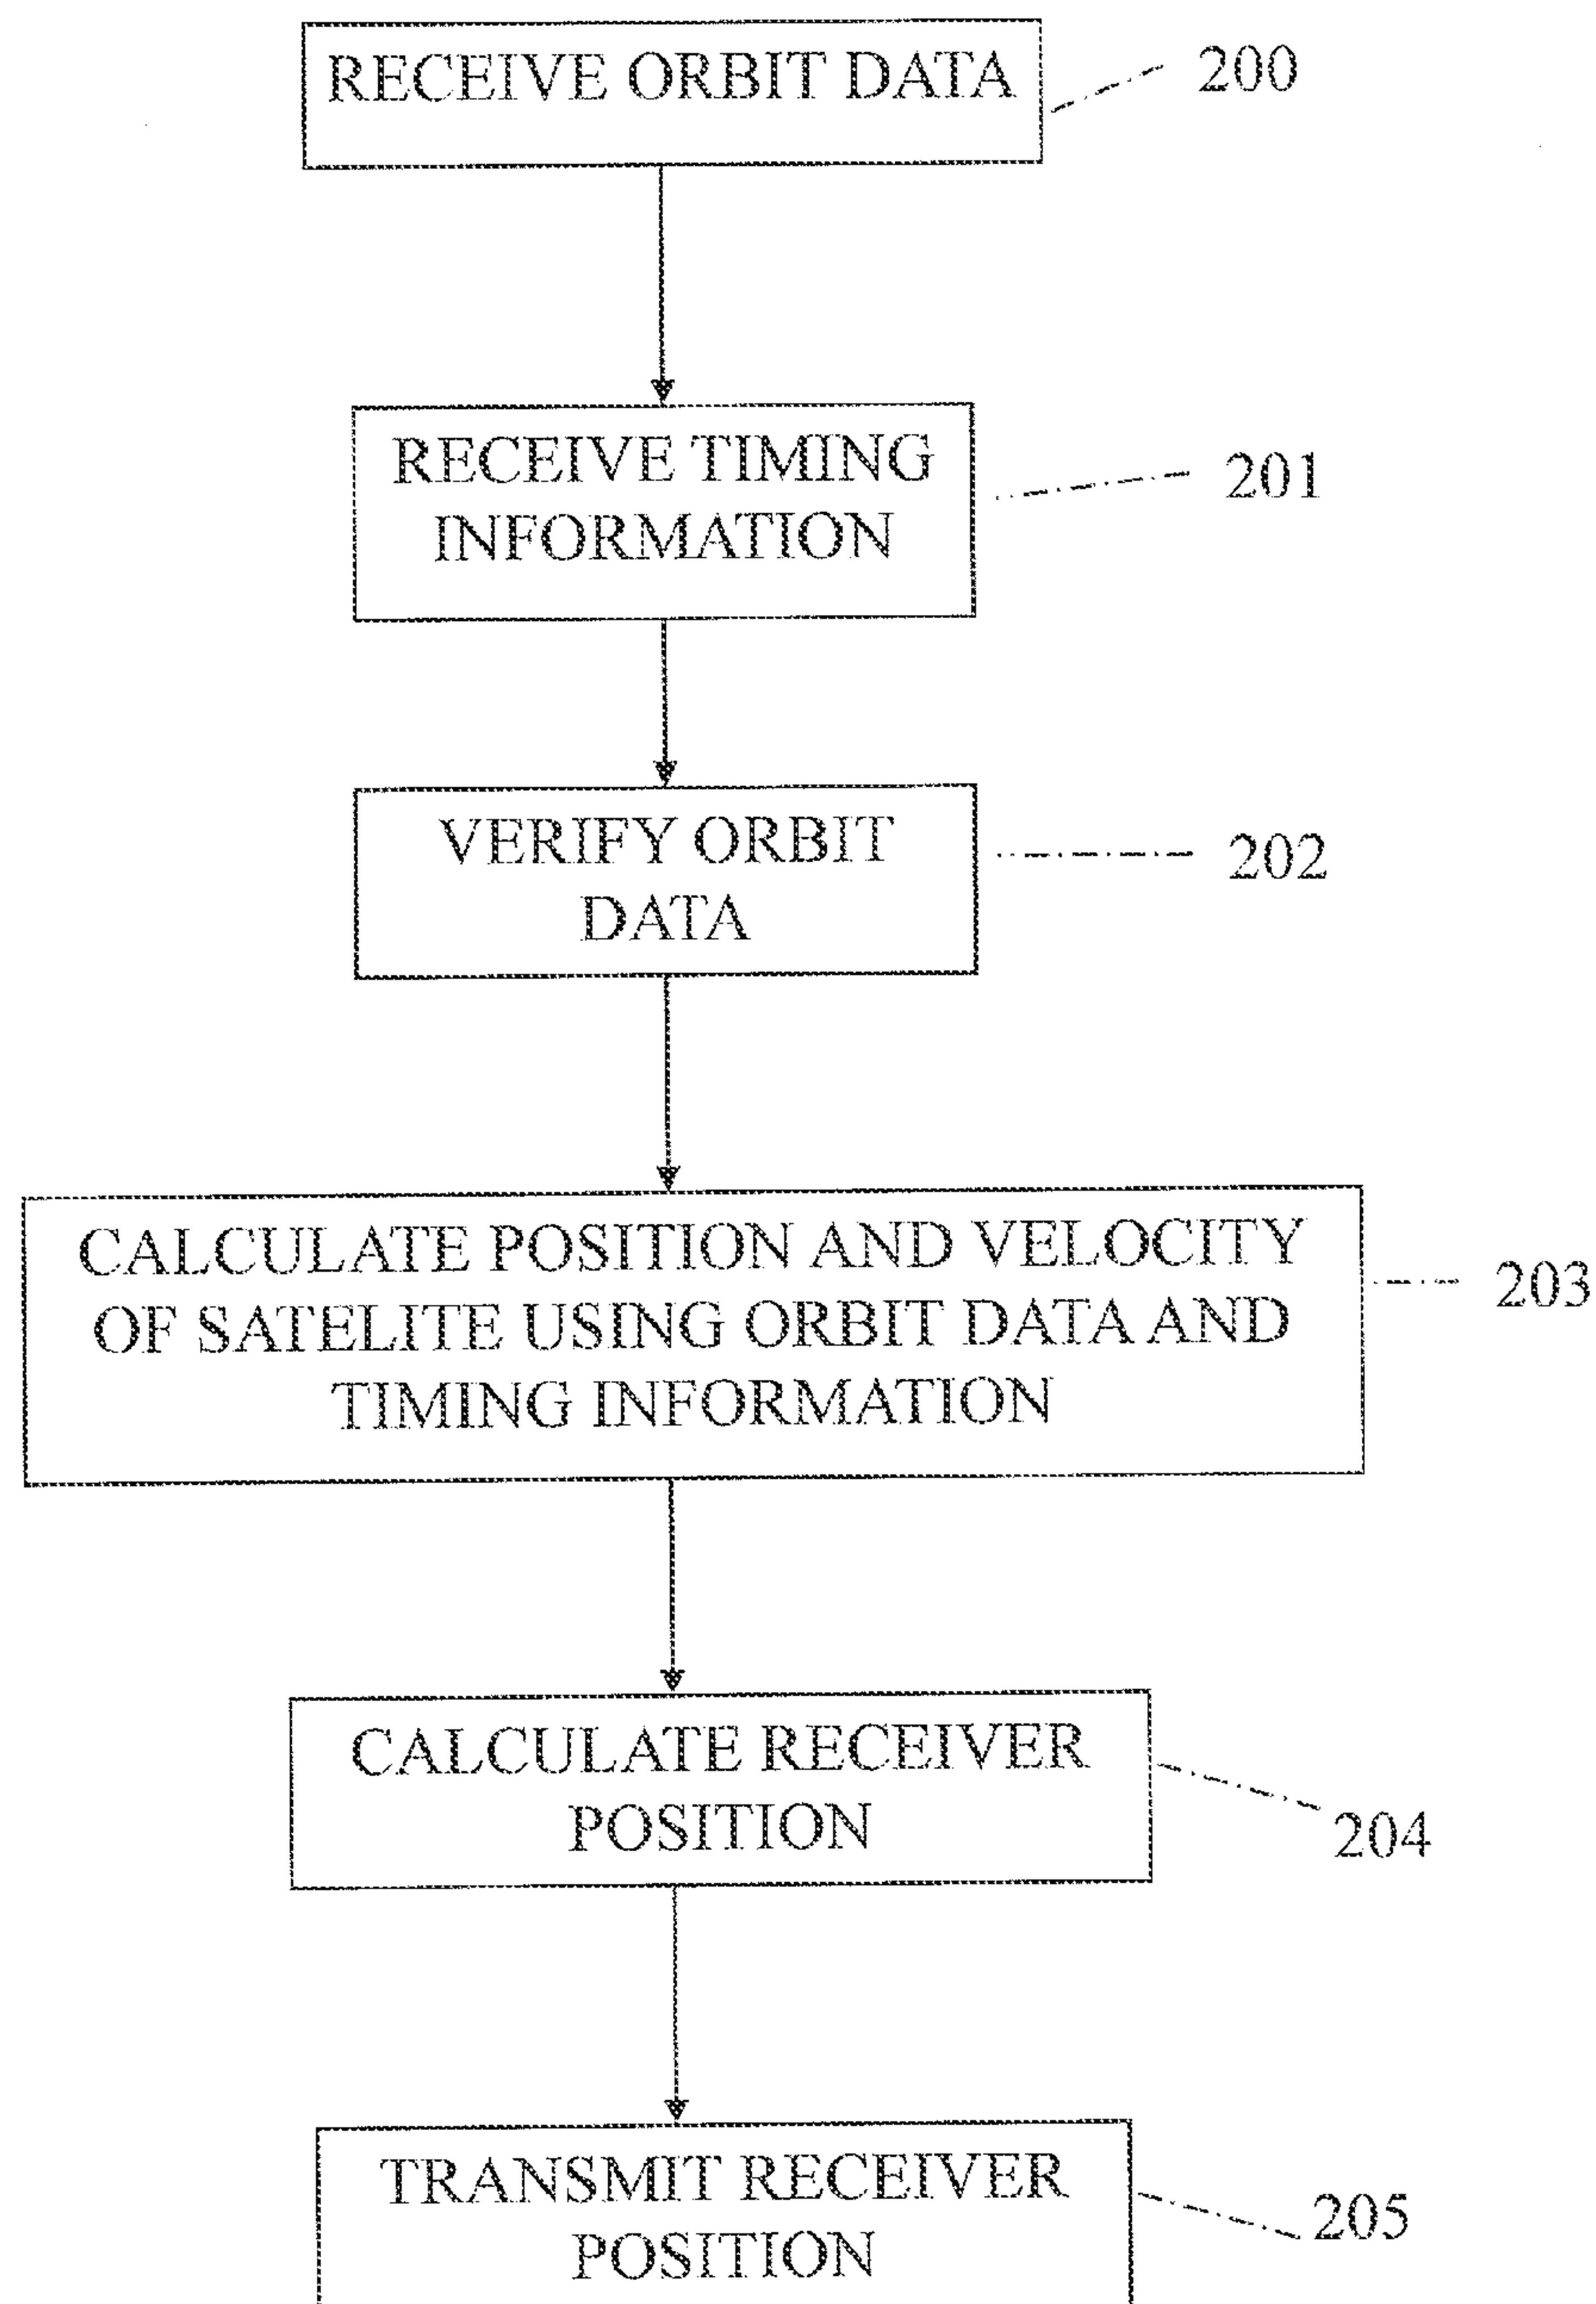 RECEIVE ORBIT DATA
200
RECEIVE TIMING
INFORMATION
201
VERIFY ORBIT
DATA
202
CALCULATE POSITION AND VELOCITY
OF SATELITE USING ORBIT DATA AND
TIMING INFORMATION
203
CALCULATE RECEIVER
POSITION
204
TRANSMIT RECEIVER
POSITION
205